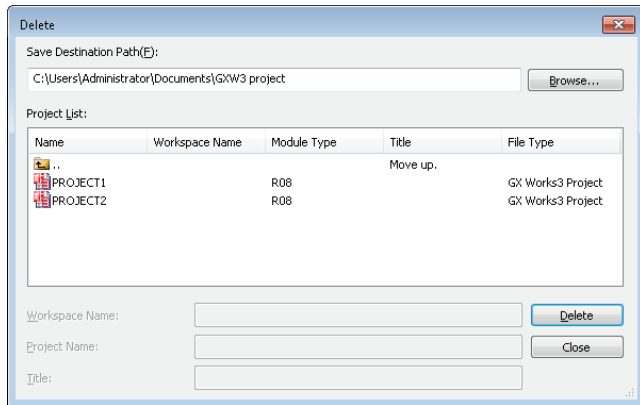 Delete
Save Destination Path(F):
C:\Users\Administrator\Documents\GXW3 project
Browse...
Project List:
Name Workspace Name Module Type Title File Type
.. Move up.
PROJECT1 R08 GX Works3 Project
PROJECT2 R08 GX Works3 Project
Workspace Name:
Delete
Project Name:
Close
Title: